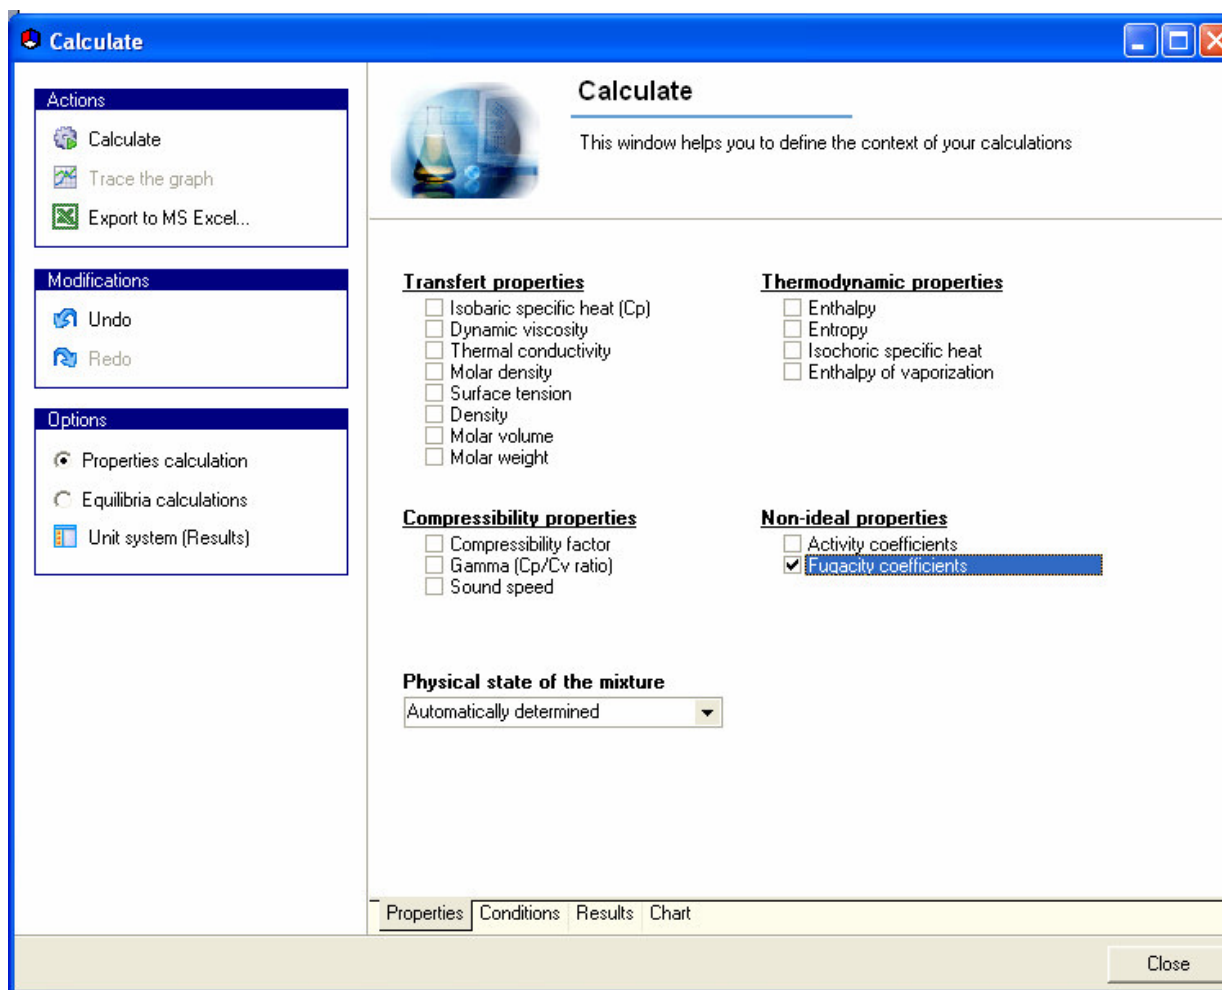 Calculate
Actions
Calculate
Trace the graph
Export to MS Excel...
Modifications
Undo
Redo
Options
Properties calculation
Equilibria calculations
Unit system (Results)
Calculate
This window helps you to define the context of your calculations
Transfert properties
Isobaric specific heat (Cp)
Dynamic viscosity
Thermal conductivity
Molar density
Surface tension
Density
Molar volume
Molar weight
Thermodynamic properties
Enthalpy
Entropy
Isochoric specific heat
Enthalpy of vaporization
Compressibility properties
Compressibility factor
Gamma (Cp/Cv ratio)
Sound speed
Non-ideal properties
Activity coefficients
Fugacity coefficients
Physical state of the mixture
Automatically determined
Properties Conditions Results Chart
Close